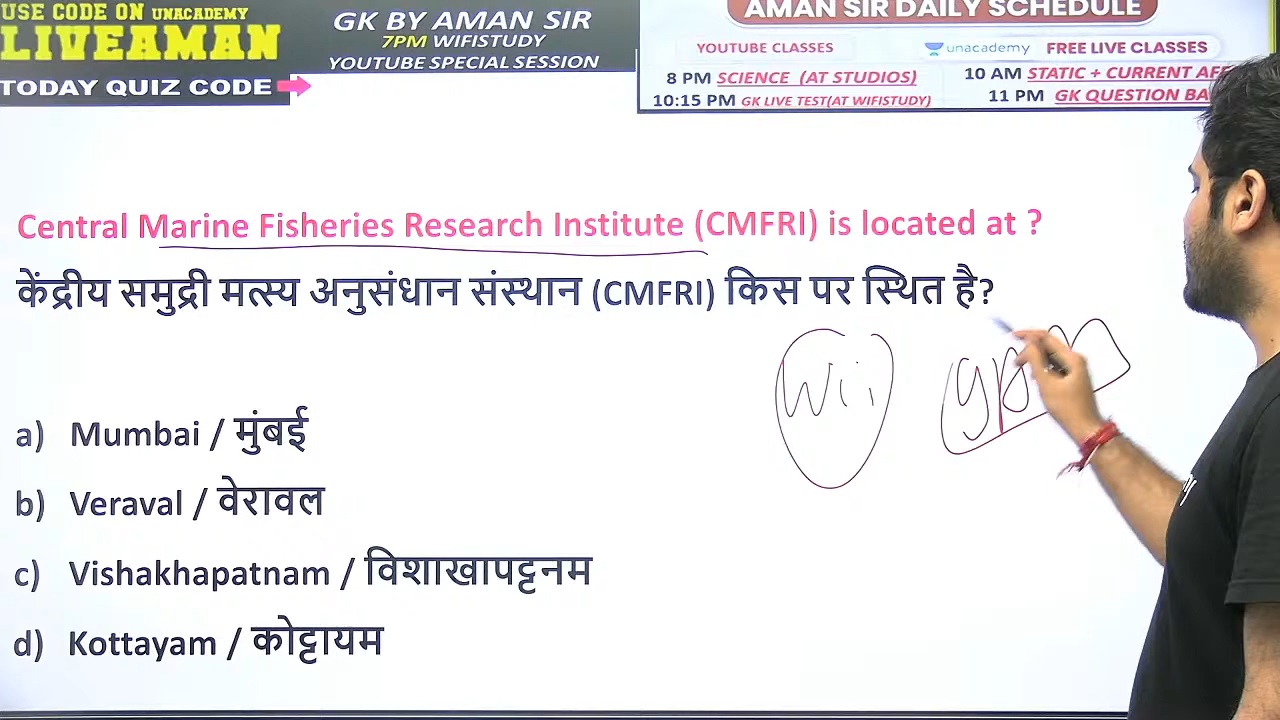 USE CODE ON UNACADEMY
LIVEAMAN
TODAY QUIZ CODE
GK BY AMAN SIR
7PM WIFISTUDY
YOUTUBE SPECIAL SESSION
AMAN SIR DAILY SCHEDULE
YOUTUBE CLASSES
unacademy FREE LIVE CLASSES
8 PM SCIENCE (AT STUDIOS)
10 AM STATIC + CURRENT AFF
10:15 PM GK LIVE TEST(AT WIFISTUDY)
11 PM GK QUESTION BA
Central Marine Fisheries Research Institute (CMFRI) is located at ?
केंद्रीय समुद्री मत्स्य अनुसंधान संस्थान (CMFRI) किस पर स्थित है?
a) Mumbai / मुंबई
b) Veraval / वेरावल
c) Vishakhapatnam / विशाखापट्टनम
d) Kottayam / कोट्टायम